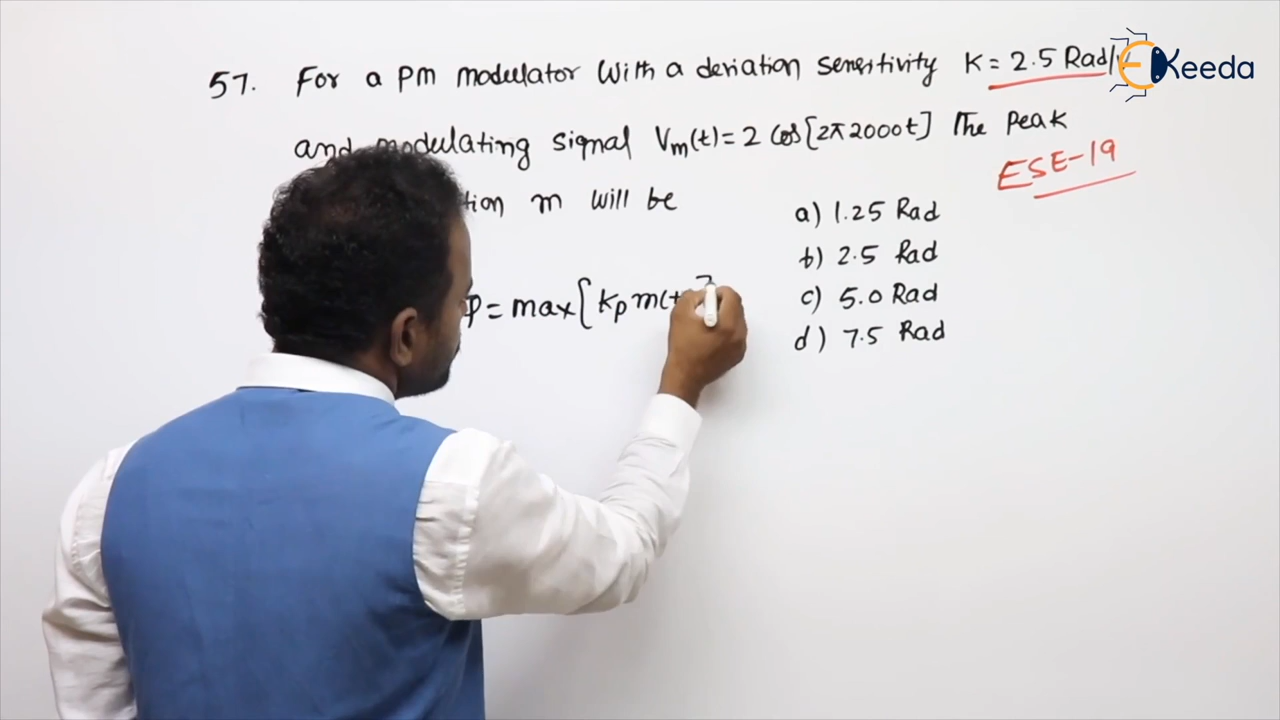 57. For a PM modulator with a deviation sensitivity K = 2.5 Rad/
and modulating signal Vm(t) = 2 cos[2π2000t] The Peak
m will be
ESE-19
a) 1.25 Rad
b) 2.5 Rad
c) 5.0 Rad
d) 7.5 Rad
= max[kp m(t
Keeda